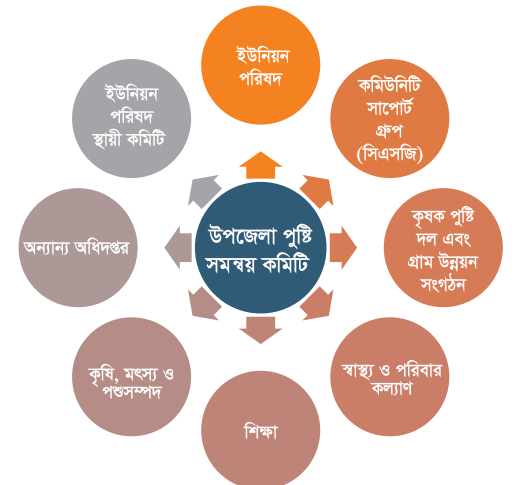 ইউনিয়ন
পরিষদ
কমিউনিটি
সাপোর্ট
গ্রুপ
(সিএসজি)
কৃষক পুষ্টি
দল এবং
গ্রাম উন্নয়ন
সংগঠন
স্বাস্থ্য ও পরিবার
কল্যাণ
শিক্ষা
কৃষি, মৎস্য ও
পশুসম্পদ
অন্যান্য অধিদপ্তর
ইউনিয়ন
পরিষদ
স্থায়ী কমিটি
উপজেলা পুষ্টি
সমন্বয় কমিটি